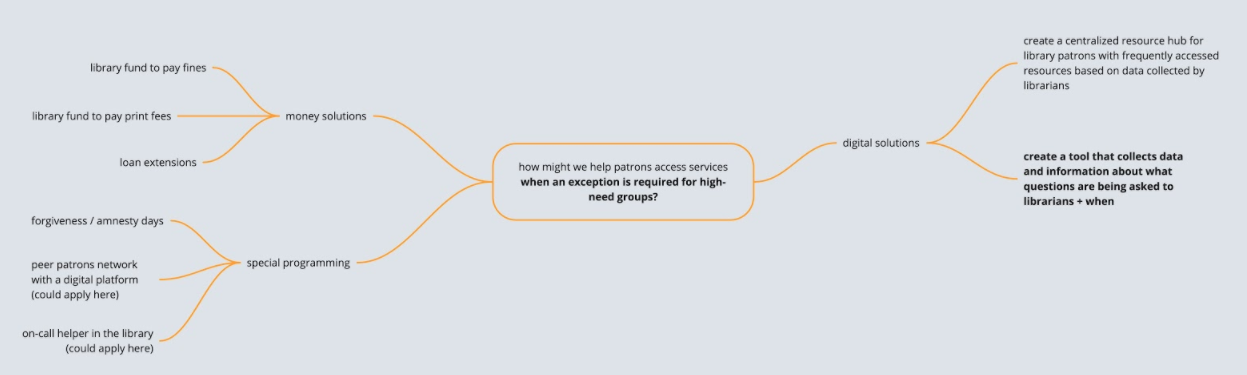 library fund to pay fines
library fund to pay print fees
money solutions
loan extensions
forgiveness / amnesty days
peer patrons network
with a digital platform
(could apply here)
special programming
on-call helper in the library
(could apply here)
how might we help patrons access services
when an exception is required for high-
need groups?
digital solutions
create a centralized resource hub for
library patrons with frequently accessed
resources based on data collected by
librarians
create a tool that collects data
and information about what
questions are being asked to
librarians + when